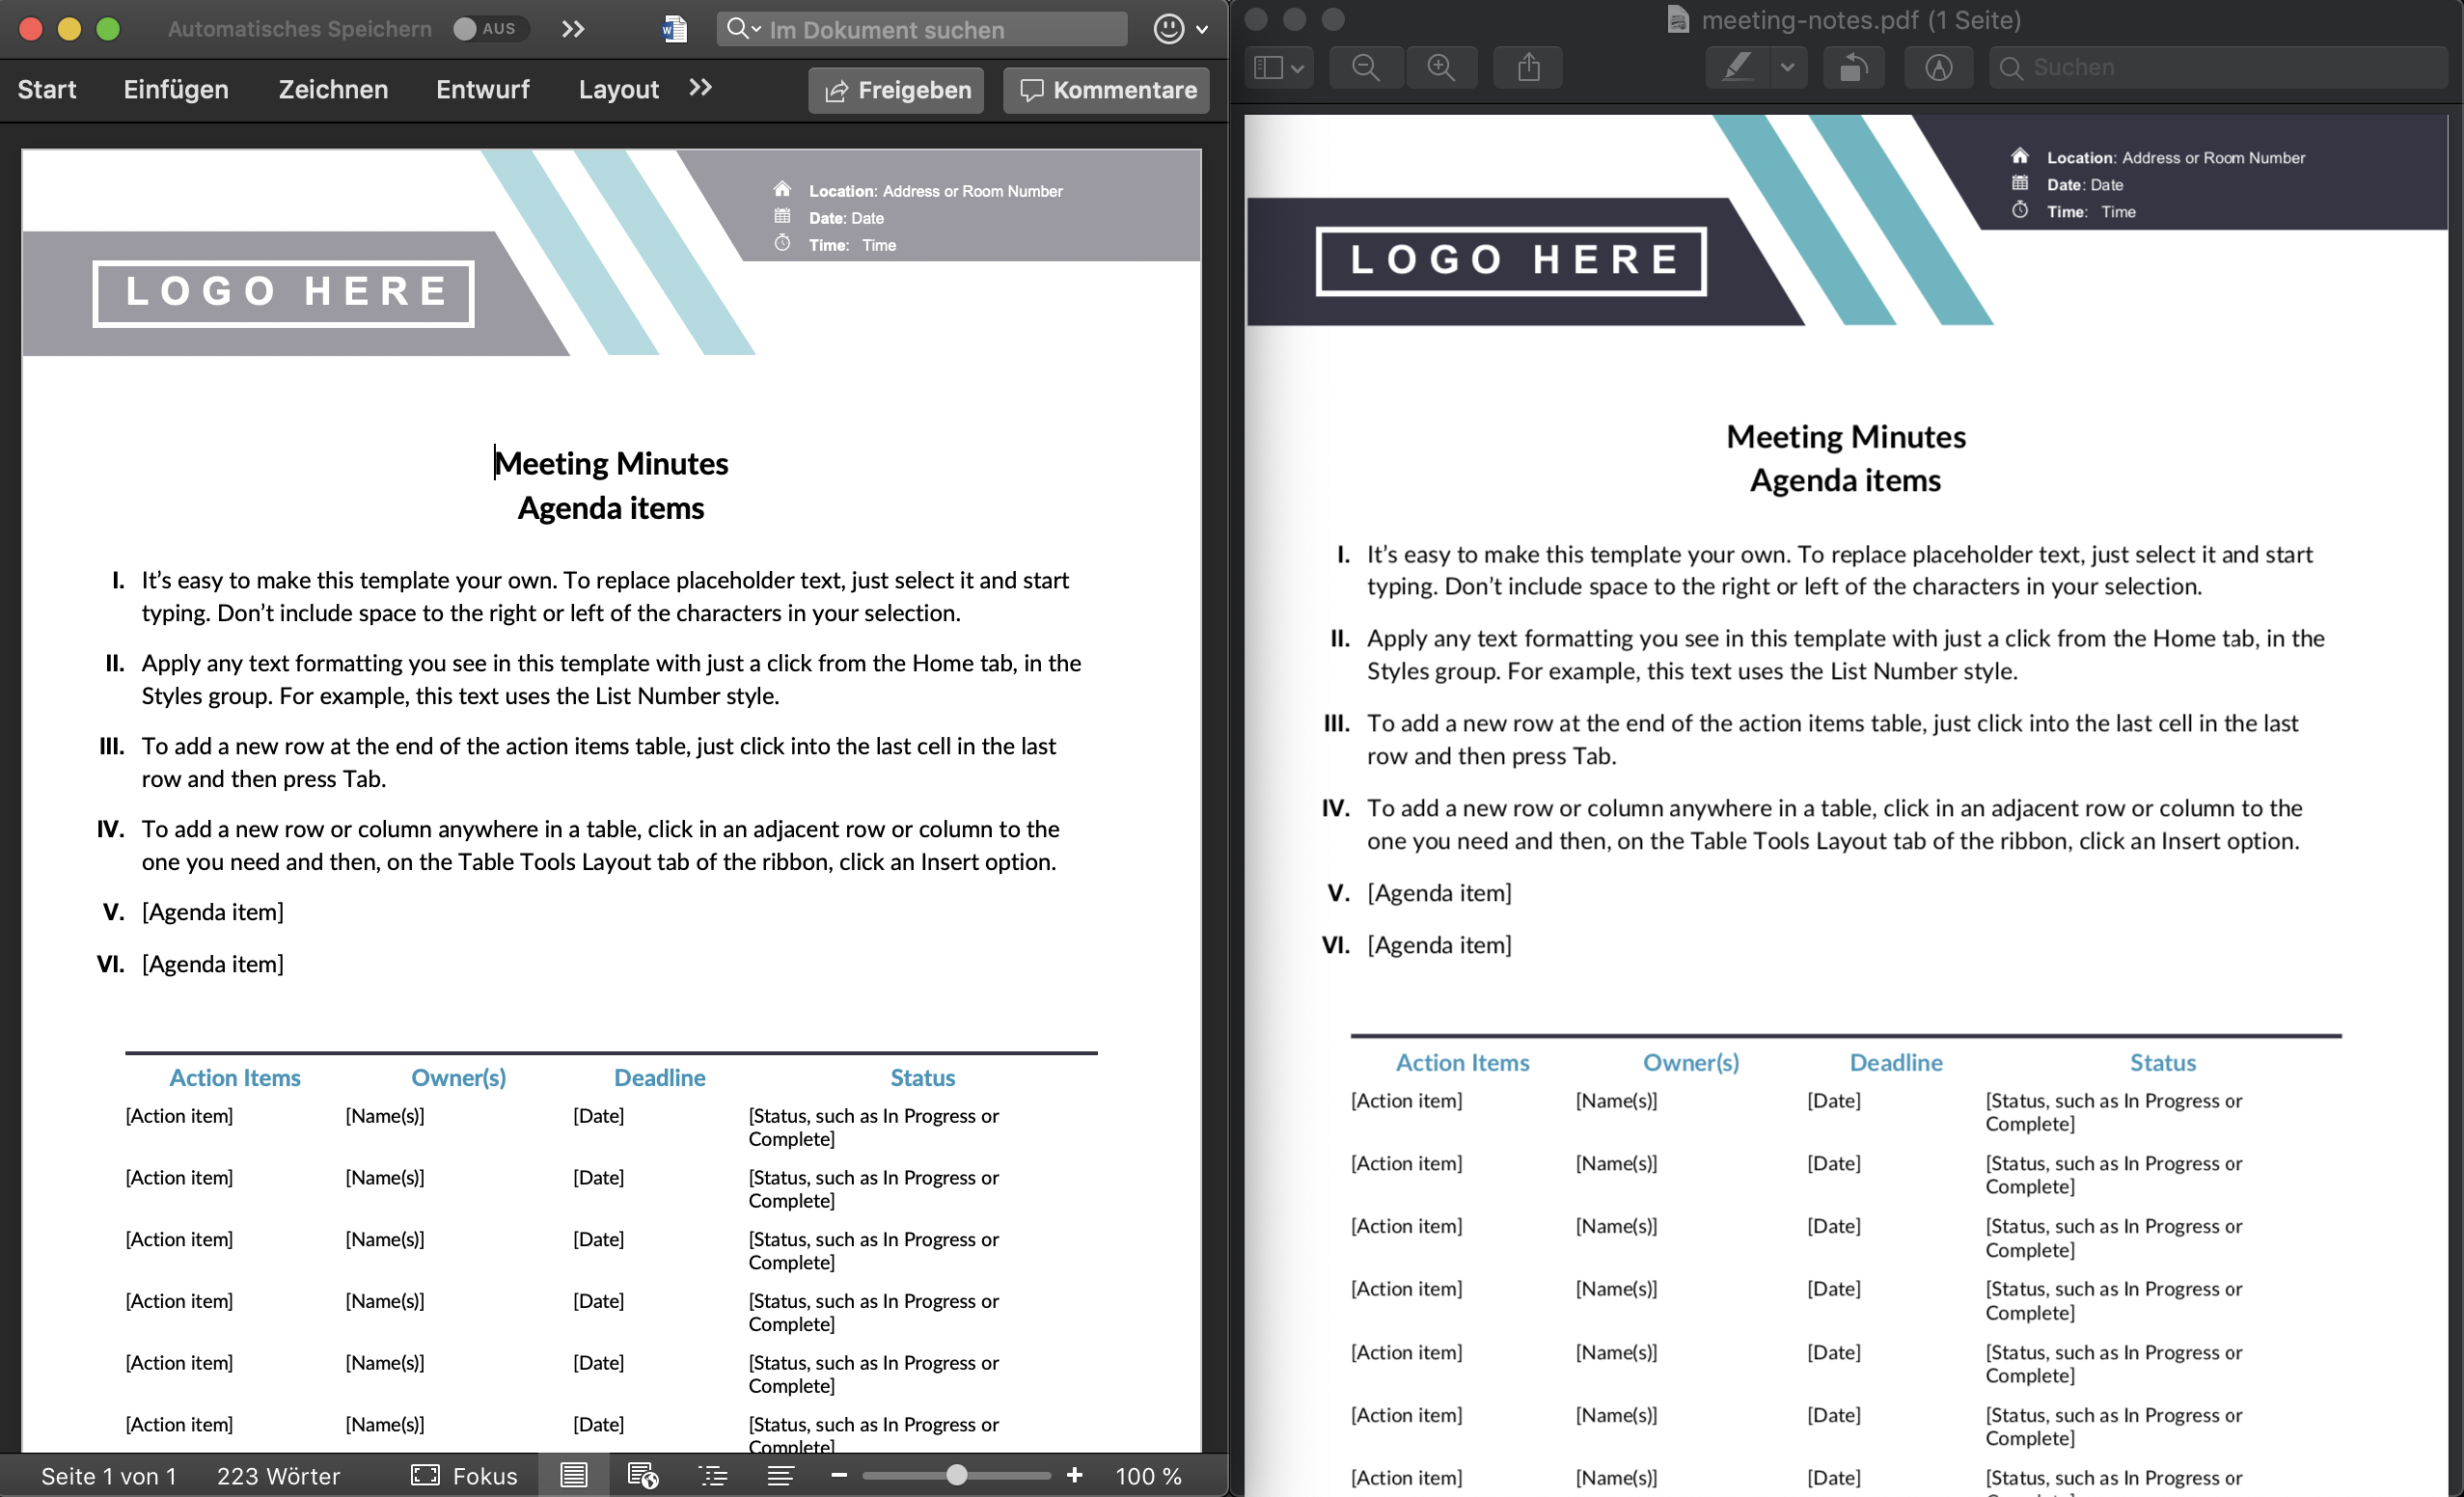 Automatisches Speichern AUS
Im Dokument suchen
Start Einfügen Zeichnen Entwurf Layout Freigeben Kommentare
Location: Address or Room Number
Date: Date
Time: Time
LOGO HERE
Meeting Minutes
Agenda items
I. It’s easy to make this template your own. To replace placeholder text, just select it and start
typing. Don’t include space to the right or left of the characters in your selection.
II. Apply any text formatting you see in this template with just a click from the Home tab, in the
Styles group. For example, this text uses the List Number style.
III. To add a new row at the end of the action items table, just click into the last cell in the last
row and then press Tab.
IV. To add a new row or column anywhere in a table, click in an adjacent row or column to the
one you need and then, on the Table Tools Layout tab of the ribbon, click an Insert option.
V. [Agenda item]
VI. [Agenda item]
Action Items Owner(s) Deadline Status
[Action item] [Name(s)] [Date] [Status, such as In Progress or
Complete]
[Action item] [Name(s)] [Date] [Status, such as In Progress or
Complete]
[Action item] [Name(s)] [Date] [Status, such as In Progress or
Complete]
[Action item] [Name(s)] [Date] [Status, such as In Progress or
Complete]
[Action item] [Name(s)] [Date] [Status, such as In Progress or
Complete]
[Action item] [Name(s)] [Date] [Status, such as In Progress or
Complete]
Seite 1 von 1 223 Wörter Fokus 100 %
meeting-notes.pdf (1 Seite)
Suchen
Location: Address or Room Number
Date: Date
Time: Time
LOGO HERE
Meeting Minutes
Agenda items
I. It’s easy to make this template your own. To replace placeholder text, just select it and start
typing. Don’t include space to the right or left of the characters in your selection.
II. Apply any text formatting you see in this template with just a click from the Home tab, in the
Styles group. For example, this text uses the List Number style.
III. To add a new row at the end of the action items table, just click into the last cell in the last
row and then press Tab.
IV. To add a new row or column anywhere in a table, click in an adjacent row or column to the
one you need and then, on the Table Tools Layout tab of the ribbon, click an Insert option.
V. [Agenda item]
VI. [Agenda item]
Action Items Owner(s) Deadline Status
[Action item] [Name(s)] [Date] [Status, such as In Progress or
Complete]
[Action item] [Name(s)] [Date] [Status, such as In Progress or
Complete]
[Action item] [Name(s)] [Date] [Status, such as In Progress or
Complete]
[Action item] [Name(s)] [Date] [Status, such as In Progress or
Complete]
[Action item] [Name(s)] [Date] [Status, such as In Progress or
Complete]
[Action item] [Name(s)] [Date] [Status, such as In Progress or
Complete]
[Action item] [Name(s)] [Date] [Status, such as In Progress or